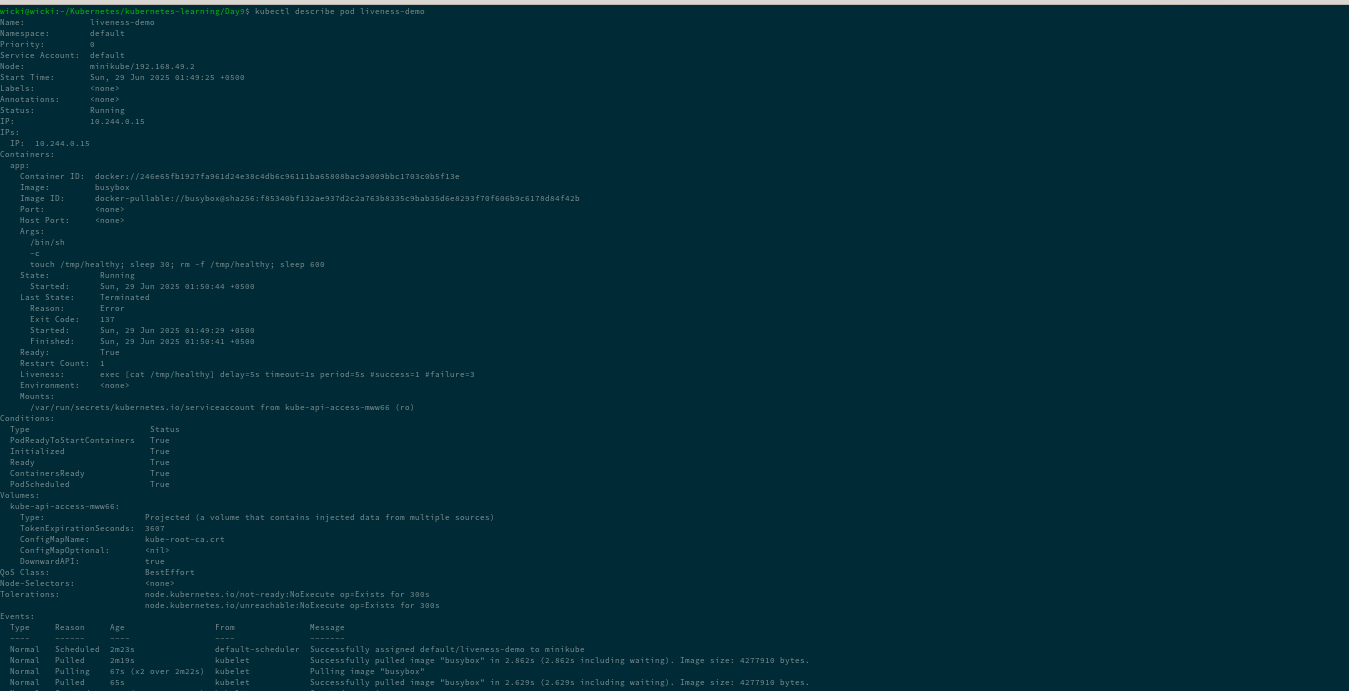 wicki@wicki:~/Kubernetes/kubernetes-learning/Day9$ kubectl describe pod liveness-demo
Name:             liveness-demo
Namespace:        default
Priority:         0
Service Account:  default
Node:             minikube/192.168.49.2
Start Time:       Sun, 29 Jun 2025 01:49:25 +0500
Labels:           <none>
Annotations:      <none>
Status:           Running
IP:               10.244.0.15
IPs:
  IP:  10.244.0.15
Containers:
  app:
    Container ID:  docker://246e65fb1927fa961d24e38c4db6c96111ba65808bac9a009bbc1703c0b5f13e
    Image:         busybox
    Image ID:      docker-pullable://busybox@sha256:f85340bf132ae937d2c2a763b8335c9bab35d6e8293f70f606b9c6178d84f42b
    Port:          <none>
    Host Port:     <none>
    Args:
      /bin/sh
      -c
      touch /tmp/healthy; sleep 30; rm -f /tmp/healthy; sleep 600
    State:          Running
      Started:      Sun, 29 Jun 2025 01:50:44 +0500
    Last State:     Terminated
      Reason:       Error
      Exit Code:    137
      Started:      Sun, 29 Jun 2025 01:49:29 +0500
      Finished:     Sun, 29 Jun 2025 01:50:41 +0500
    Ready:          True
    Restart Count:  1
    Liveness:       exec [cat /tmp/healthy] delay=5s timeout=1s period=5s #success=1 #failure=3
    Environment:    <none>
    Mounts:
      /var/run/secrets/kubernetes.io/serviceaccount from kube-api-access-mww66 (ro)
Conditions:
  Type                        Status
  PodReadyToStartContainers   True
  Initialized                 True
  Ready                       True
  ContainersReady             True
  PodScheduled                True
Volumes:
  kube-api-access-mww66:
    Type:                    Projected (a volume that contains injected data from multiple sources)
    TokenExpirationSeconds:  3607
    ConfigMapName:           kube-root-ca.crt
    ConfigMapOptional:       <nil>
    DownwardAPI:             true
QoS Class:                   BestEffort
Node-Selectors:              <none>
Tolerations:                 node.kubernetes.io/not-ready:NoExecute op=Exists for 300s
                             node.kubernetes.io/unreachable:NoExecute op=Exists for 300s
Events:
  Type    Reason     Age                  From               Message
  ----    ------     ----                 ----               -------
  Normal  Scheduled  2m23s                default-scheduler  Successfully assigned default/liveness-demo to minikube
  Normal  Pulled     2m19s                kubelet            Successfully pulled image "busybox" in 2.862s (2.862s including waiting). Image size: 4277910 bytes.
  Normal  Pulling    67s (x2 over 2m22s)  kubelet            Pulling image "busybox"
  Normal  Pulled     65s                  kubelet            Successfully pulled image "busybox" in 2.629s (2.629s including waiting). Image size: 4277910 bytes.